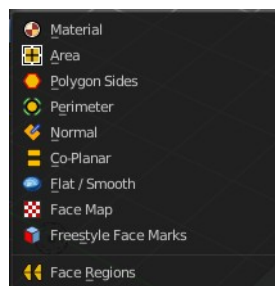 Material
Area
Polygon Sides
Perimeter
Normal
Co-Planar
Flat / Smooth
Face Map
Freestyle Face Marks
Face Regions